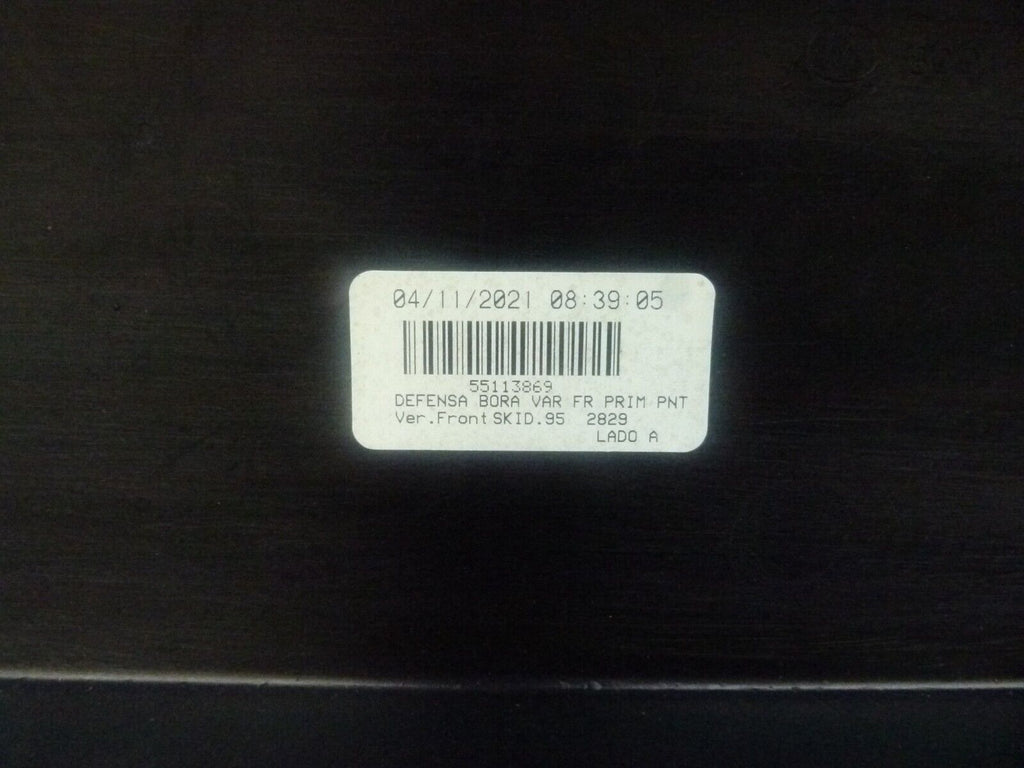 04/11/2021 08:39:05
55113869
DEFENSA BORA VAR FR PRIM PNT
Ver.Front SKID.95 2829
LADO A